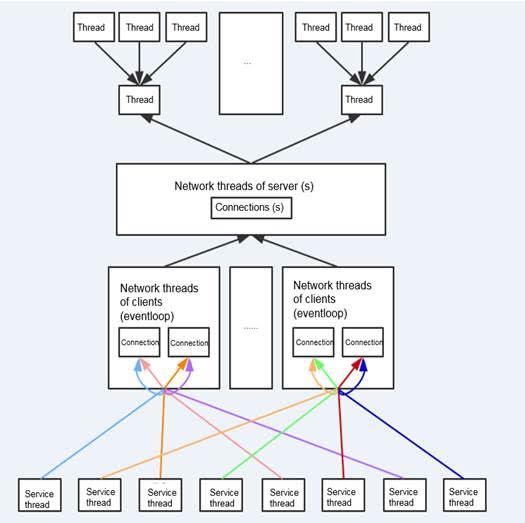 Thread
Thread
Thread
Thread
Thread
Thread
...
Thread
Thread
Network threads of server (s)
Connections (s)
Network threads
of clients
(eventloop)
Connection
Connection
......
Network threads
of clients
(eventloop)
Connection
Connection
Service
thread
Service
thread
Service
thread
Service
thread
Service
thread
Service
thread
Service
thread
Service
thread